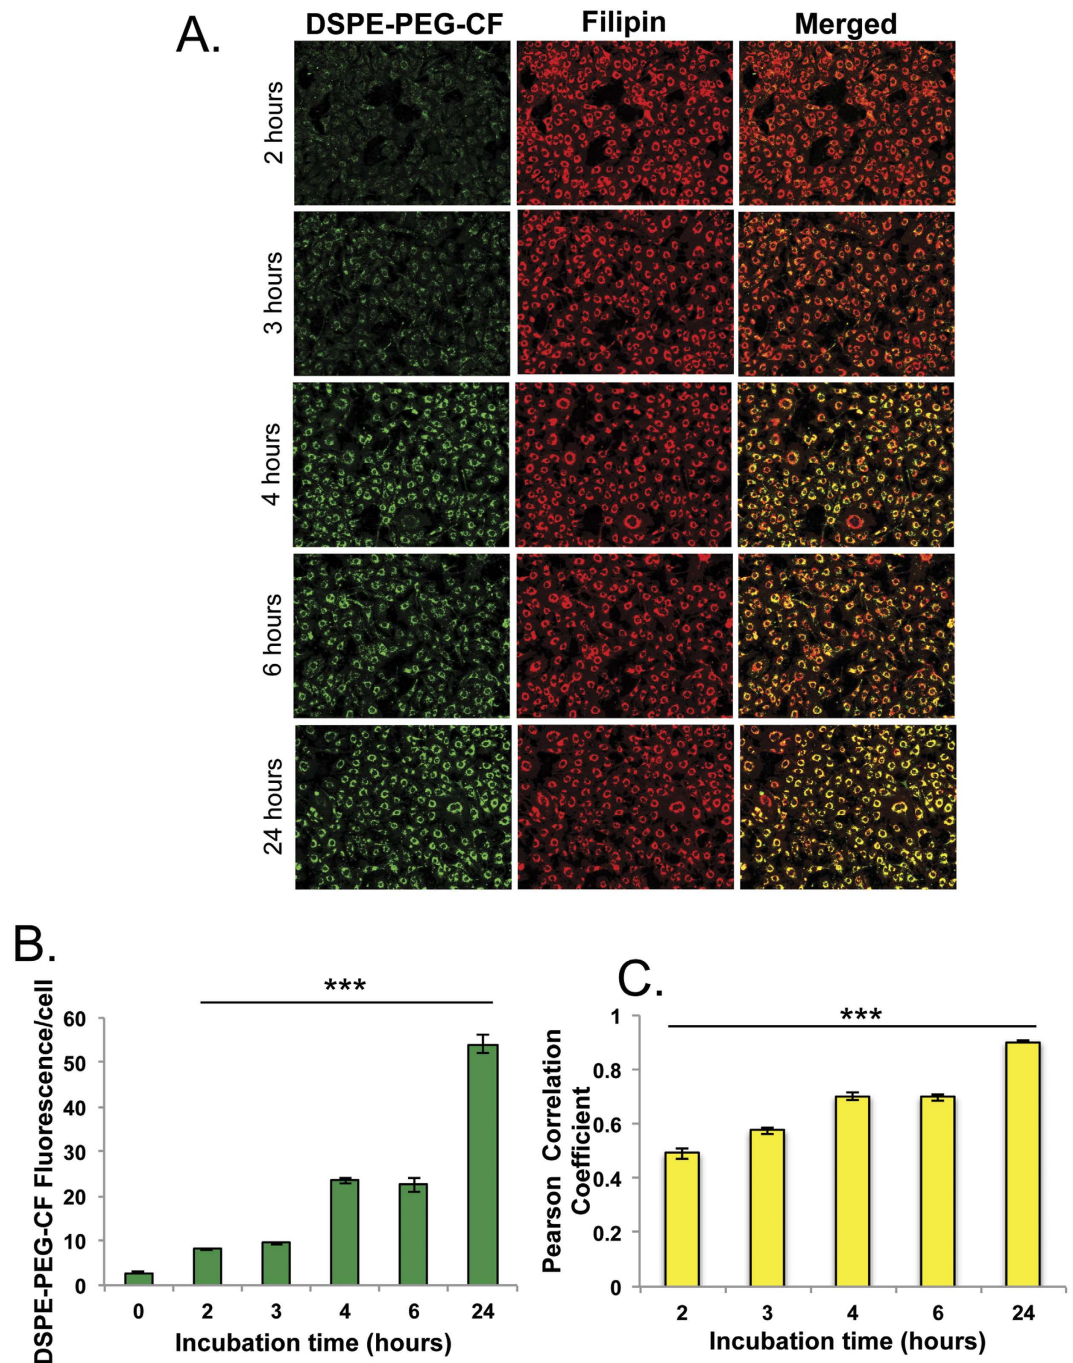 A.
DSPE-PEG-CF Filipin Merged
2 hours
3 hours
4 hours
6 hours
24 hours
B.
DSPE-PEG-CF Fluorescence/cell
***
60
50
40
30
20
10
0
0 2 3 4 6 24
Incubation time (hours)
C.
Pearson Correlation
Coefficient
***
1
0.8
0.6
0.4
0.2
0
2 3 4 6 24
Incubation time (hours)